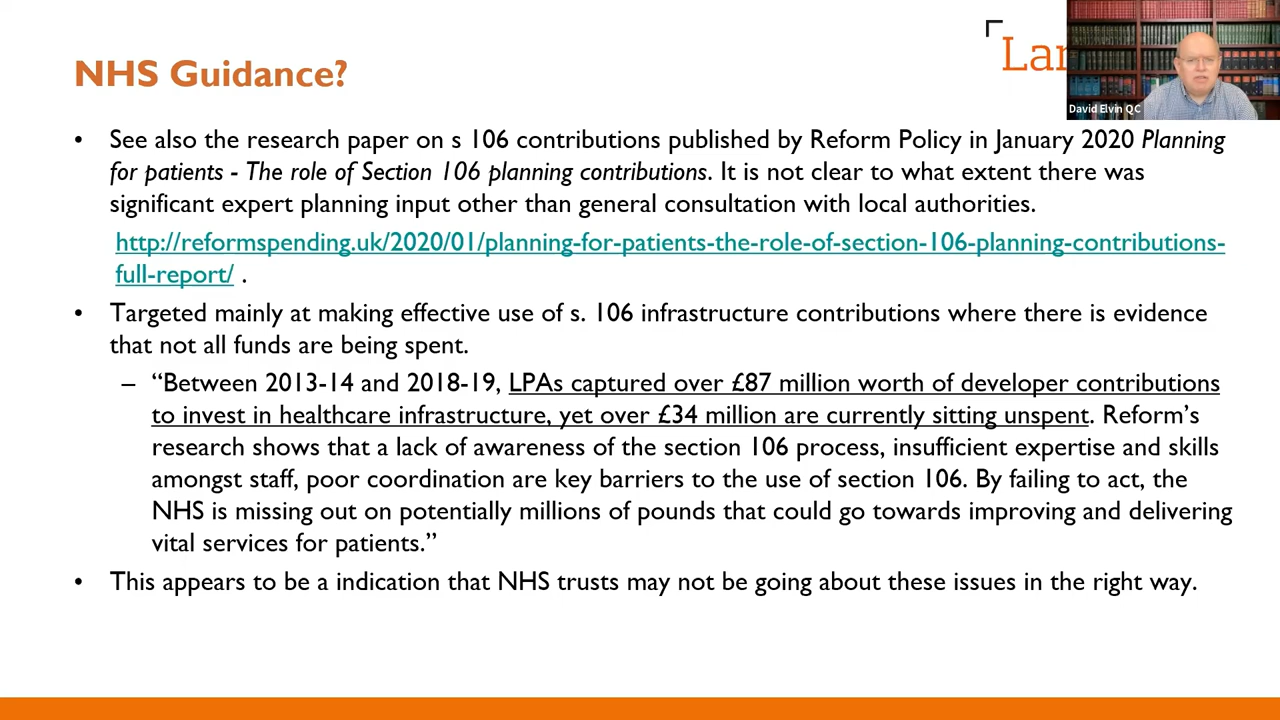 NHS Guidance?
Lan
David Elvin QC
• See also the research paper on s 106 contributions published by Reform Policy in January 2020 Planning
for patients - The role of Section 106 planning contributions. It is not clear to what extent there was
significant expert planning input other than general consultation with local authorities.
http://reformspending.uk/2020/01/planning-for-patients-the-role-of-section-106-planning-contributions-
full-report/ .
• Targeted mainly at making effective use of s. 106 infrastructure contributions where there is evidence
that not all funds are being spent.
– “Between 2013-14 and 2018-19, LPAs captured over £87 million worth of developer contributions
to invest in healthcare infrastructure, yet over £34 million are currently sitting unspent. Reform’s
research shows that a lack of awareness of the section 106 process, insufficient expertise and skills
amongst staff, poor coordination are key barriers to the use of section 106. By failing to act, the
NHS is missing out on potentially millions of pounds that could go towards improving and delivering
vital services for patients.”
• This appears to be a indication that NHS trusts may not be going about these issues in the right way.